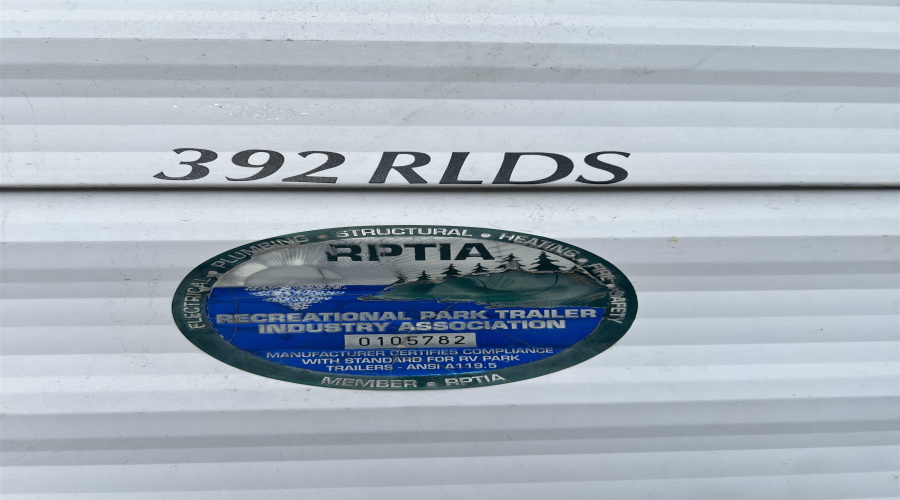 392 RLDS
ELECTRICAL • PLUMBING • STRUCTURAL • HEATING • FIRE SAFETY
RPTIA
RECREATIONAL PARK TRAILER
INDUSTRY ASSOCIATION
0105782
MANUFACTURER CERTIFIES COMPLIANCE
WITH STANDARD FOR RV PARK
TRAILERS - ANSI A119.5
MEMBER • RPTIA